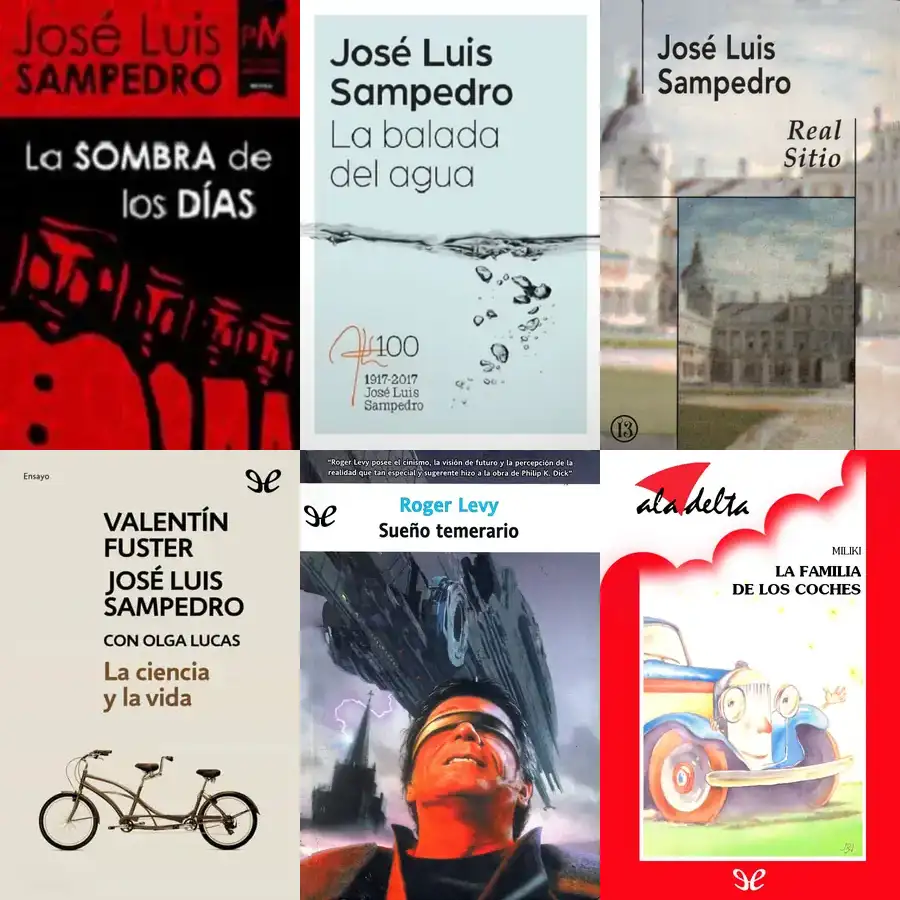 José Luis
SAMPEDRO
PM
La SOMBRA de
los DÍAS
José Luis
Sampedro
La balada
del agua
100
1917-2017
José Luis
Sampedro
José Luis
Sampedro
Real
Sitio
13
Ensayo
VALENTÍN
FUSTER
JOSÉ LUIS
SAMPEDRO
CON OLGA LUCAS
La ciencia
y la vida
"Roger Levy posee el cinismo, la visión de futuro y la percepción de la
realidad que tan especial y sugerente hizo a la obra de Philip K. Dick"
Roger Levy
Sueño temerario
ala delta
MILIKI
LA FAMILIA
DE LOS COCHES